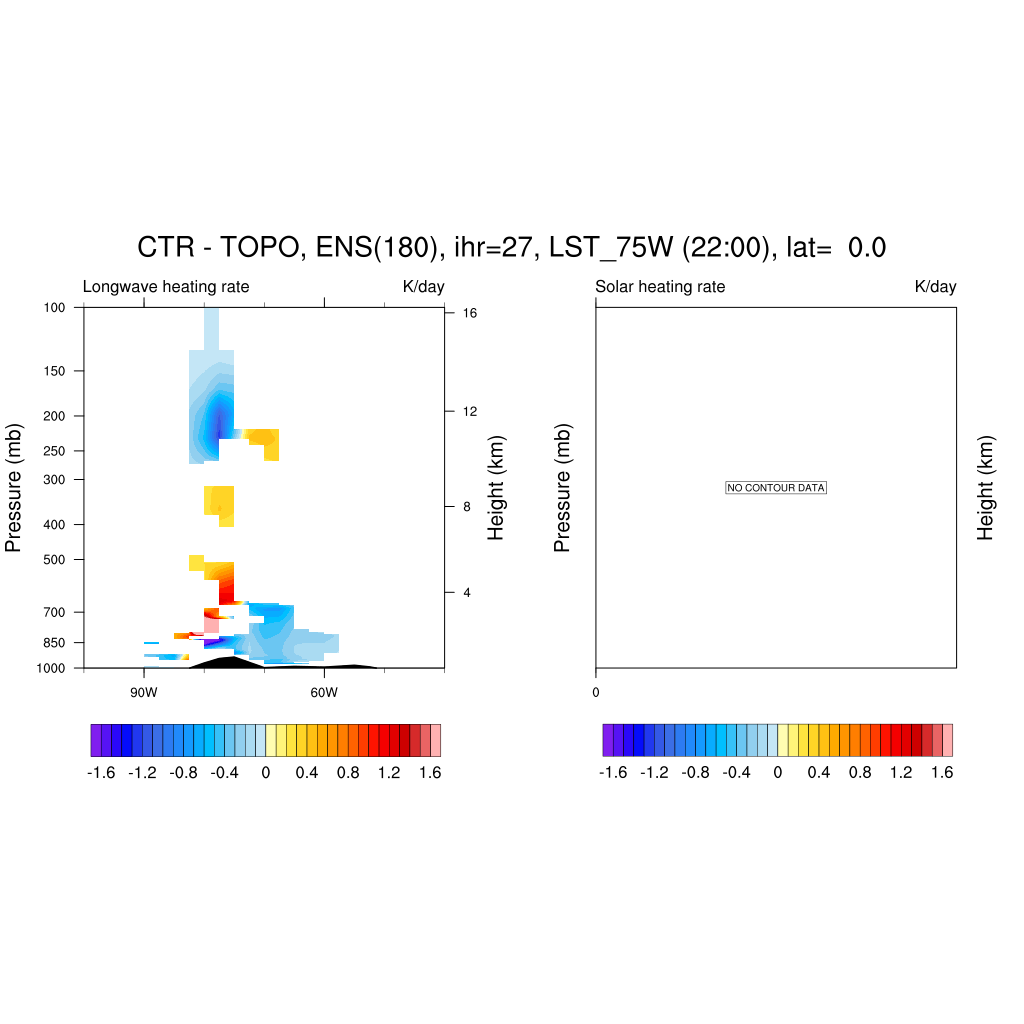 CTR - TOPO, ENS(180), ihr=27, LST_75W (22:00), lat=  0.0
Longwave heating rate K/day
100
150
200
250
300
400
500
700
850
1000
Pressure (mb)
16
12
8
4
Height (km)
90W 60W
-1.6 -1.2 -0.8 -0.4 0 0.4 0.8 1.2 1.6
Solar heating rate K/day
Pressure (mb)
NO CONTOUR DATA
Height (km)
0
-1.6 -1.2 -0.8 -0.4 0 0.4 0.8 1.2 1.6